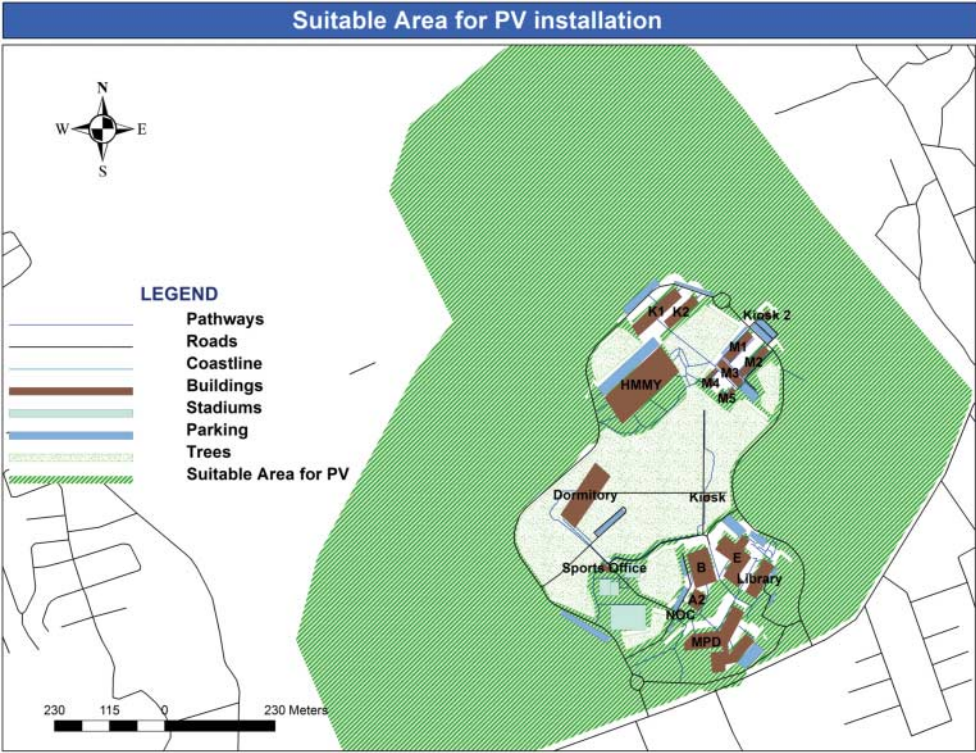 Suitable Area for PV installation
N
W E
S
LEGEND
Pathways
Roads
Coastline
Buildings
Stadiums
Parking
Trees
Suitable Area for PV
K1 K2
Kiosk 2
M1
M2
M3
HMMY
M4
M5
Dormitory
Kiosk
E
B
Sports Office
Library
A2
NOC
MPD
230 115 0 230 Meters